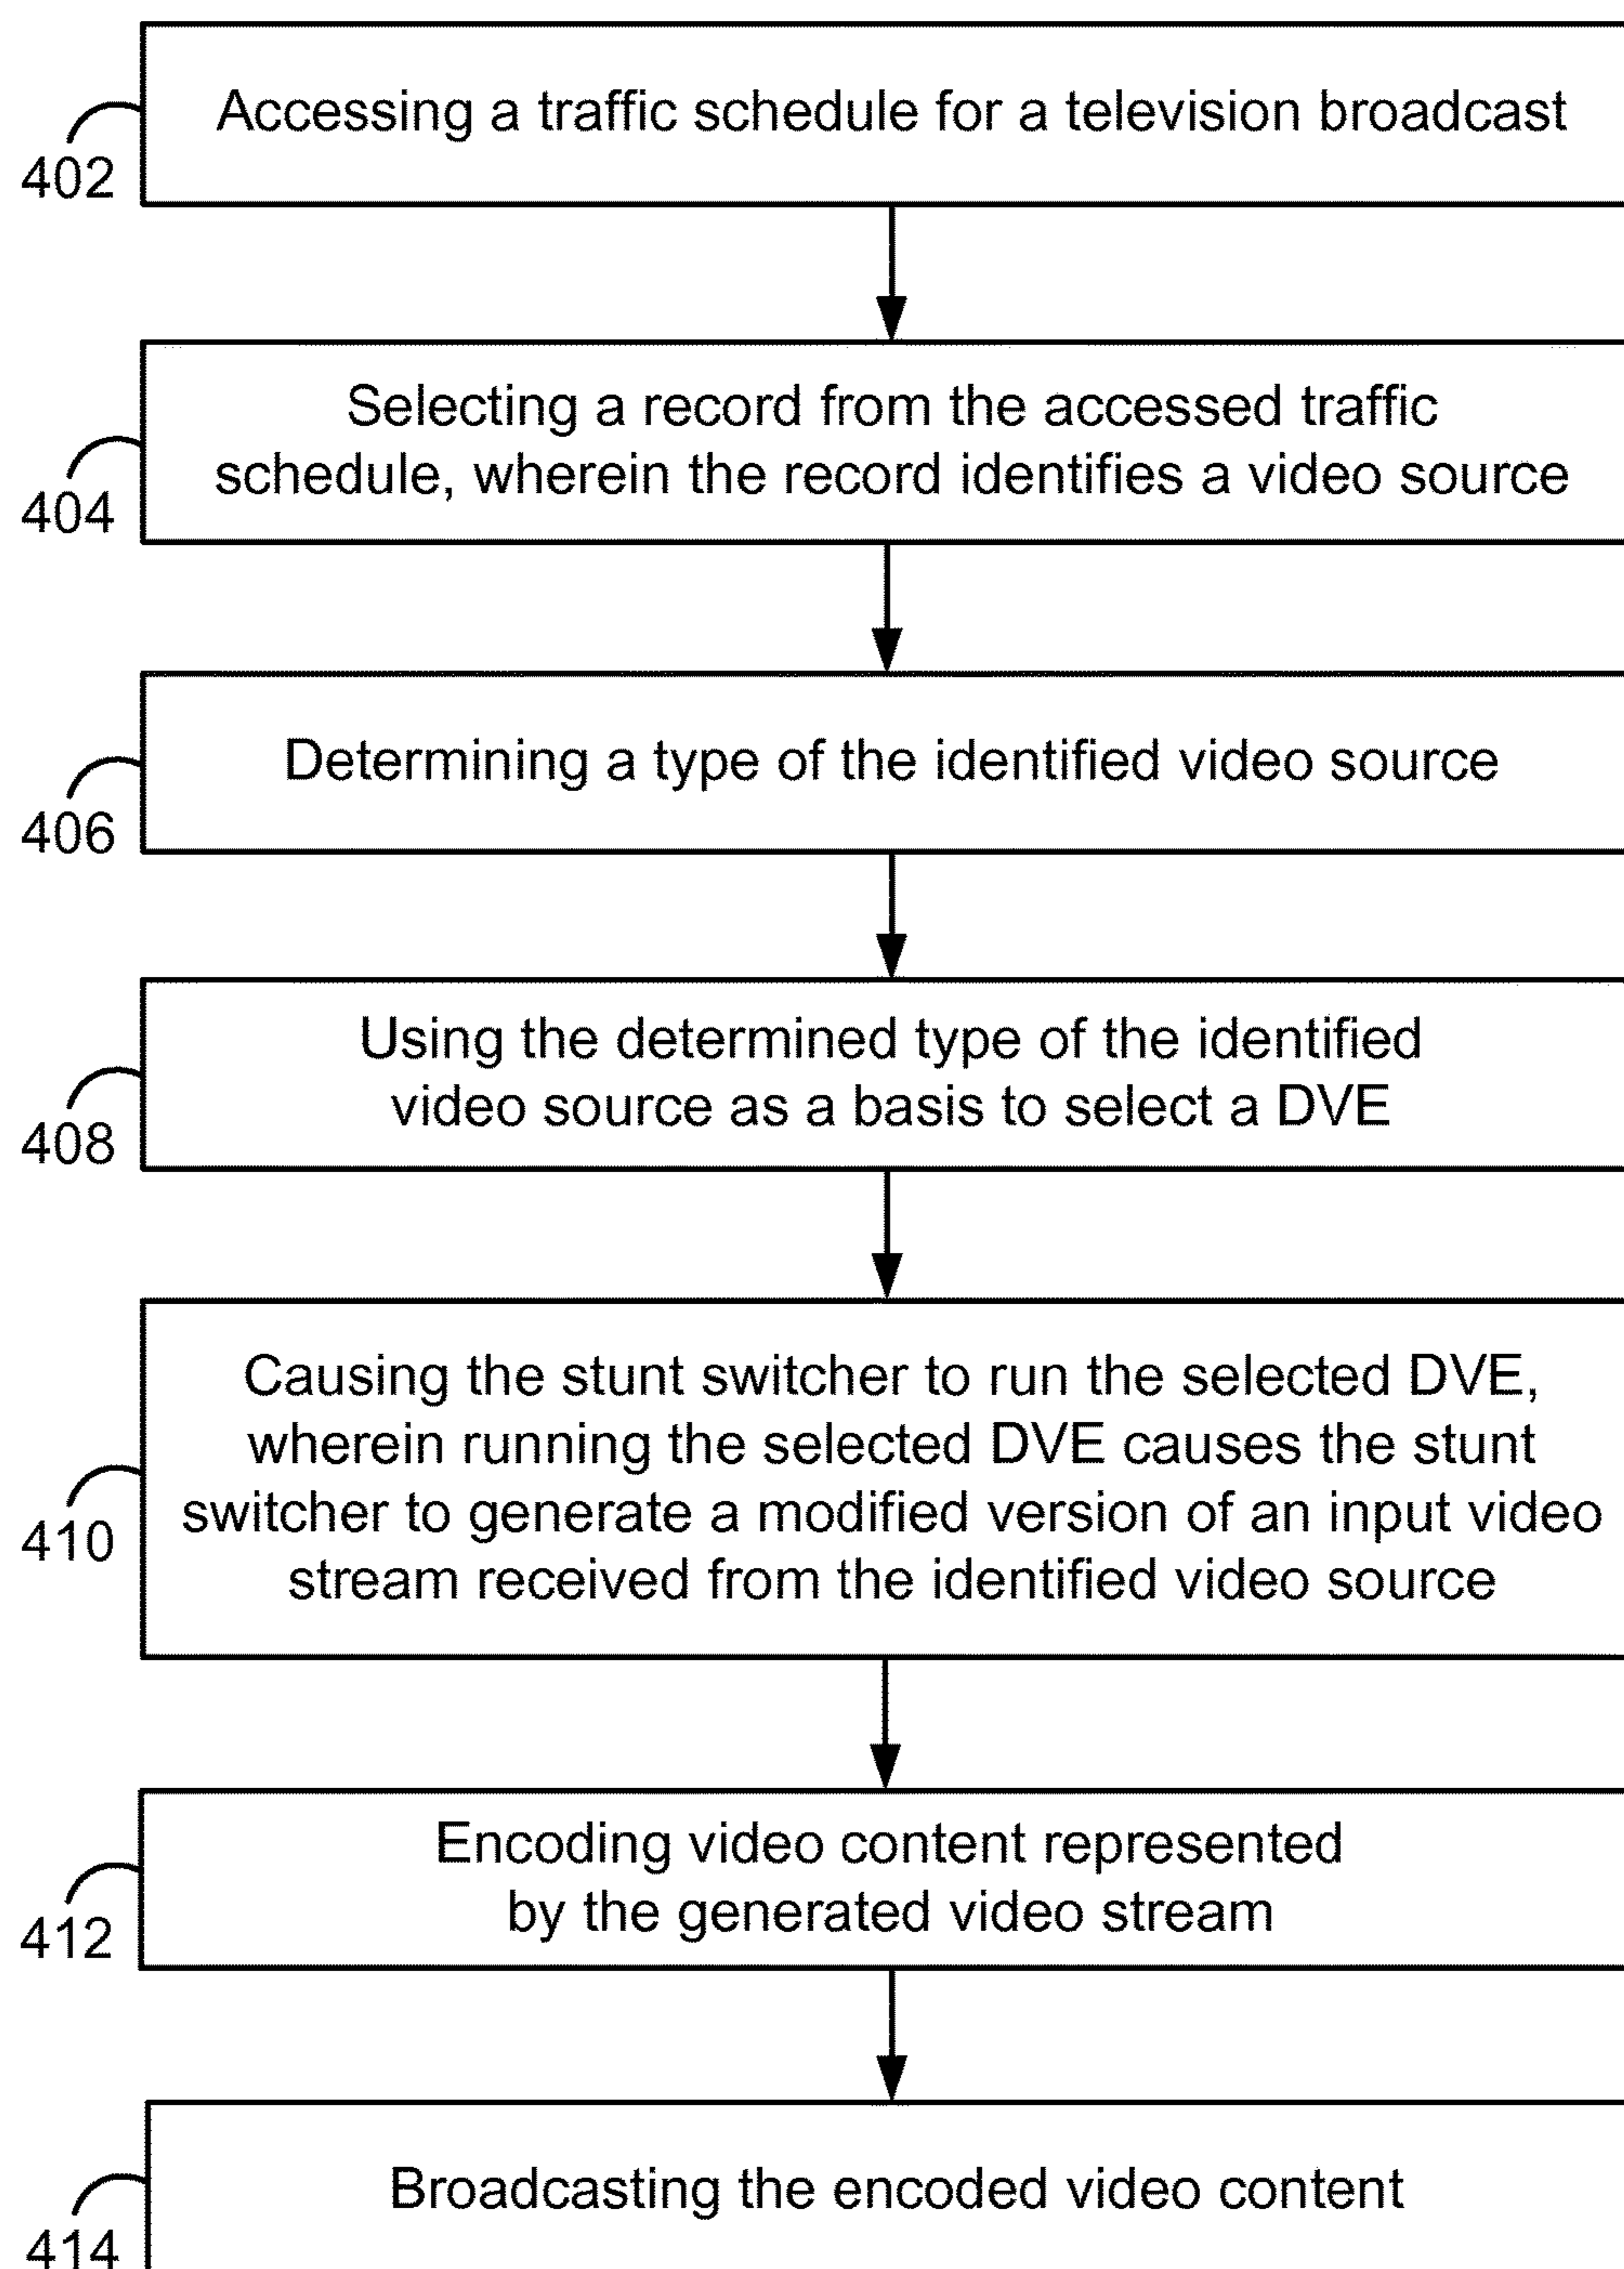 Accessing a traffic schedule for a television broadcast
402
Selecting a record from the accessed traffic
schedule, wherein the record identifies a video source
404
Determining a type of the identified video source
406
Using the determined type of the identified
video source as a basis to select a DVE
408
Causing the stunt switcher to run the selected DVE,
wherein running the selected DVE causes the stunt
switcher to generate a modified version of an input video
stream received from the identified video source
410
Encoding video content represented
by the generated video stream
412
Broadcasting the encoded video content
414